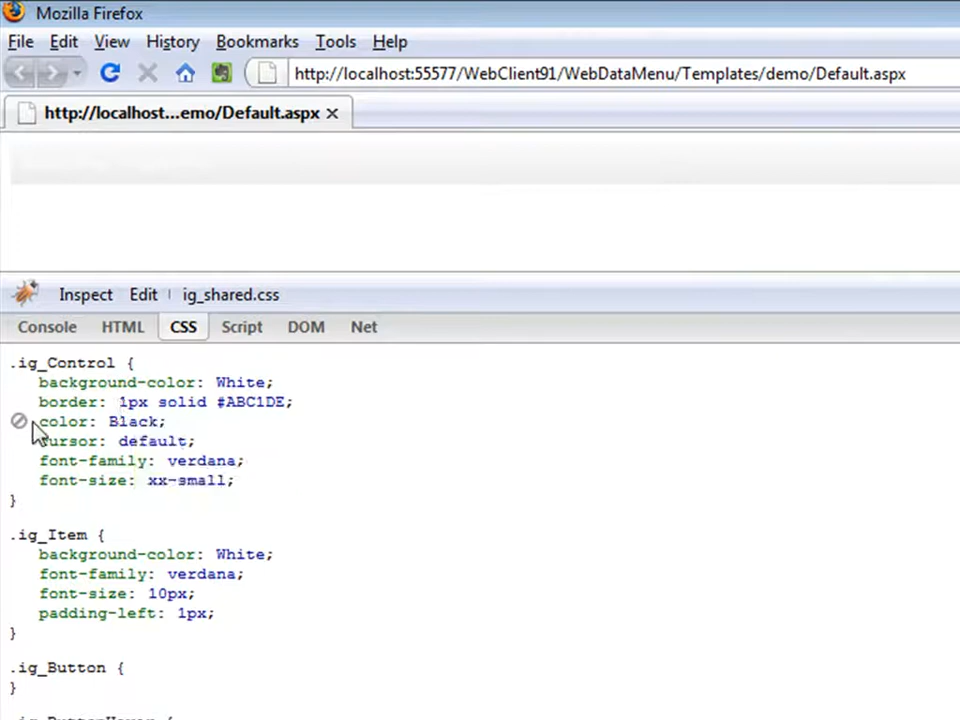 Mozilla Firefox
File Edit View History Bookmarks Tools Help
http://localhost:55577/WebClient91/WebDataMenu/Templates/demo/Default.aspx
http://localhost...emo/Default.aspx
Inspect Edit ig_shared.css
Console HTML CSS Script DOM Net
.ig_Control {
background-color: White;
border: 1px solid #ABC1DE;
color: Black;
cursor: default;
font-family: verdana;
font-size: xx-small;
}
.ig_Item {
background-color: White;
font-family: verdana;
font-size: 10px;
padding-left: 1px;
}
.ig_Button {
}